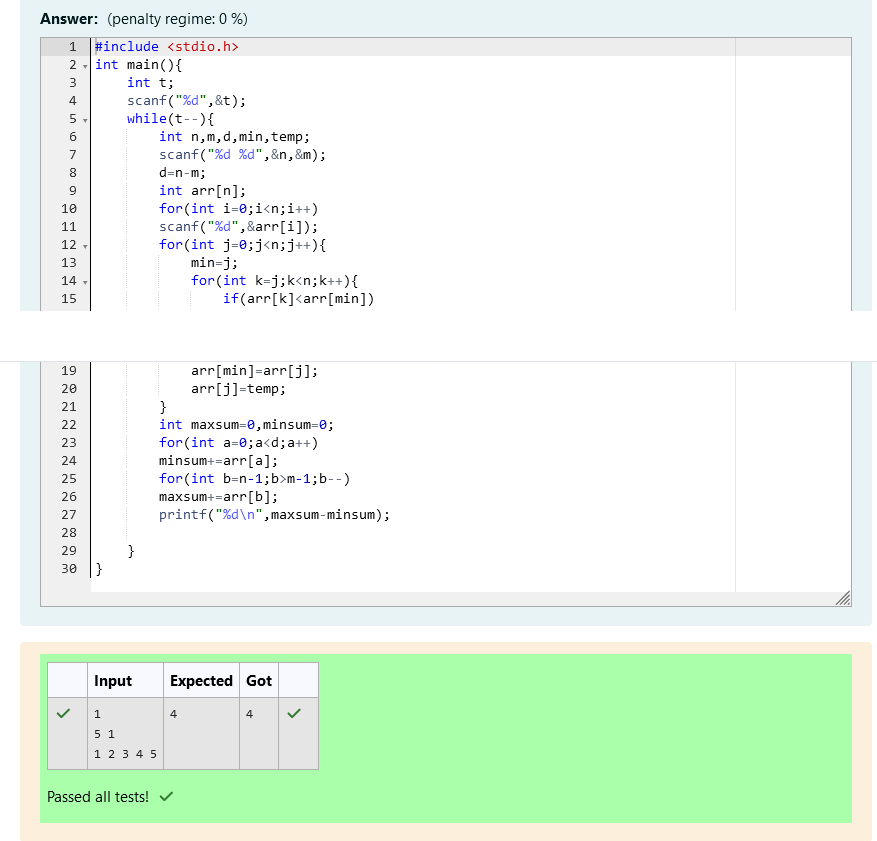 Answer: (penalty regime: 0 %)
1 #include <stdio.h>
2 int main(){
3     int t;
4     scanf("%d",&t);
5     while(t--){
6         int n,m,d,min,temp;
7         scanf("%d %d",&n,&m);
8         d=n-m;
9         int arr[n];
10         for(int i=0;i<n;i++)
11         scanf("%d",&arr[i]);
12         for(int j=0;j<n;j++){
13             min=j;
14             for(int k=j;k<n;k++){
15                 if(arr[k]<arr[min])
19             arr[min]=arr[j];
20             arr[j]=temp;
21         }
22         int maxsum=0,minsum=0;
23         for(int a=0;a<d;a++)
24         minsum+=arr[a];
25         for(int b=n-1;b>m-1;b--)
26         maxsum+=arr[b];
27         printf("%d\n",maxsum-minsum);
28
29     }
30 }
Input Expected Got
1 4 4
5 1
1 2 3 4 5
Passed all tests!